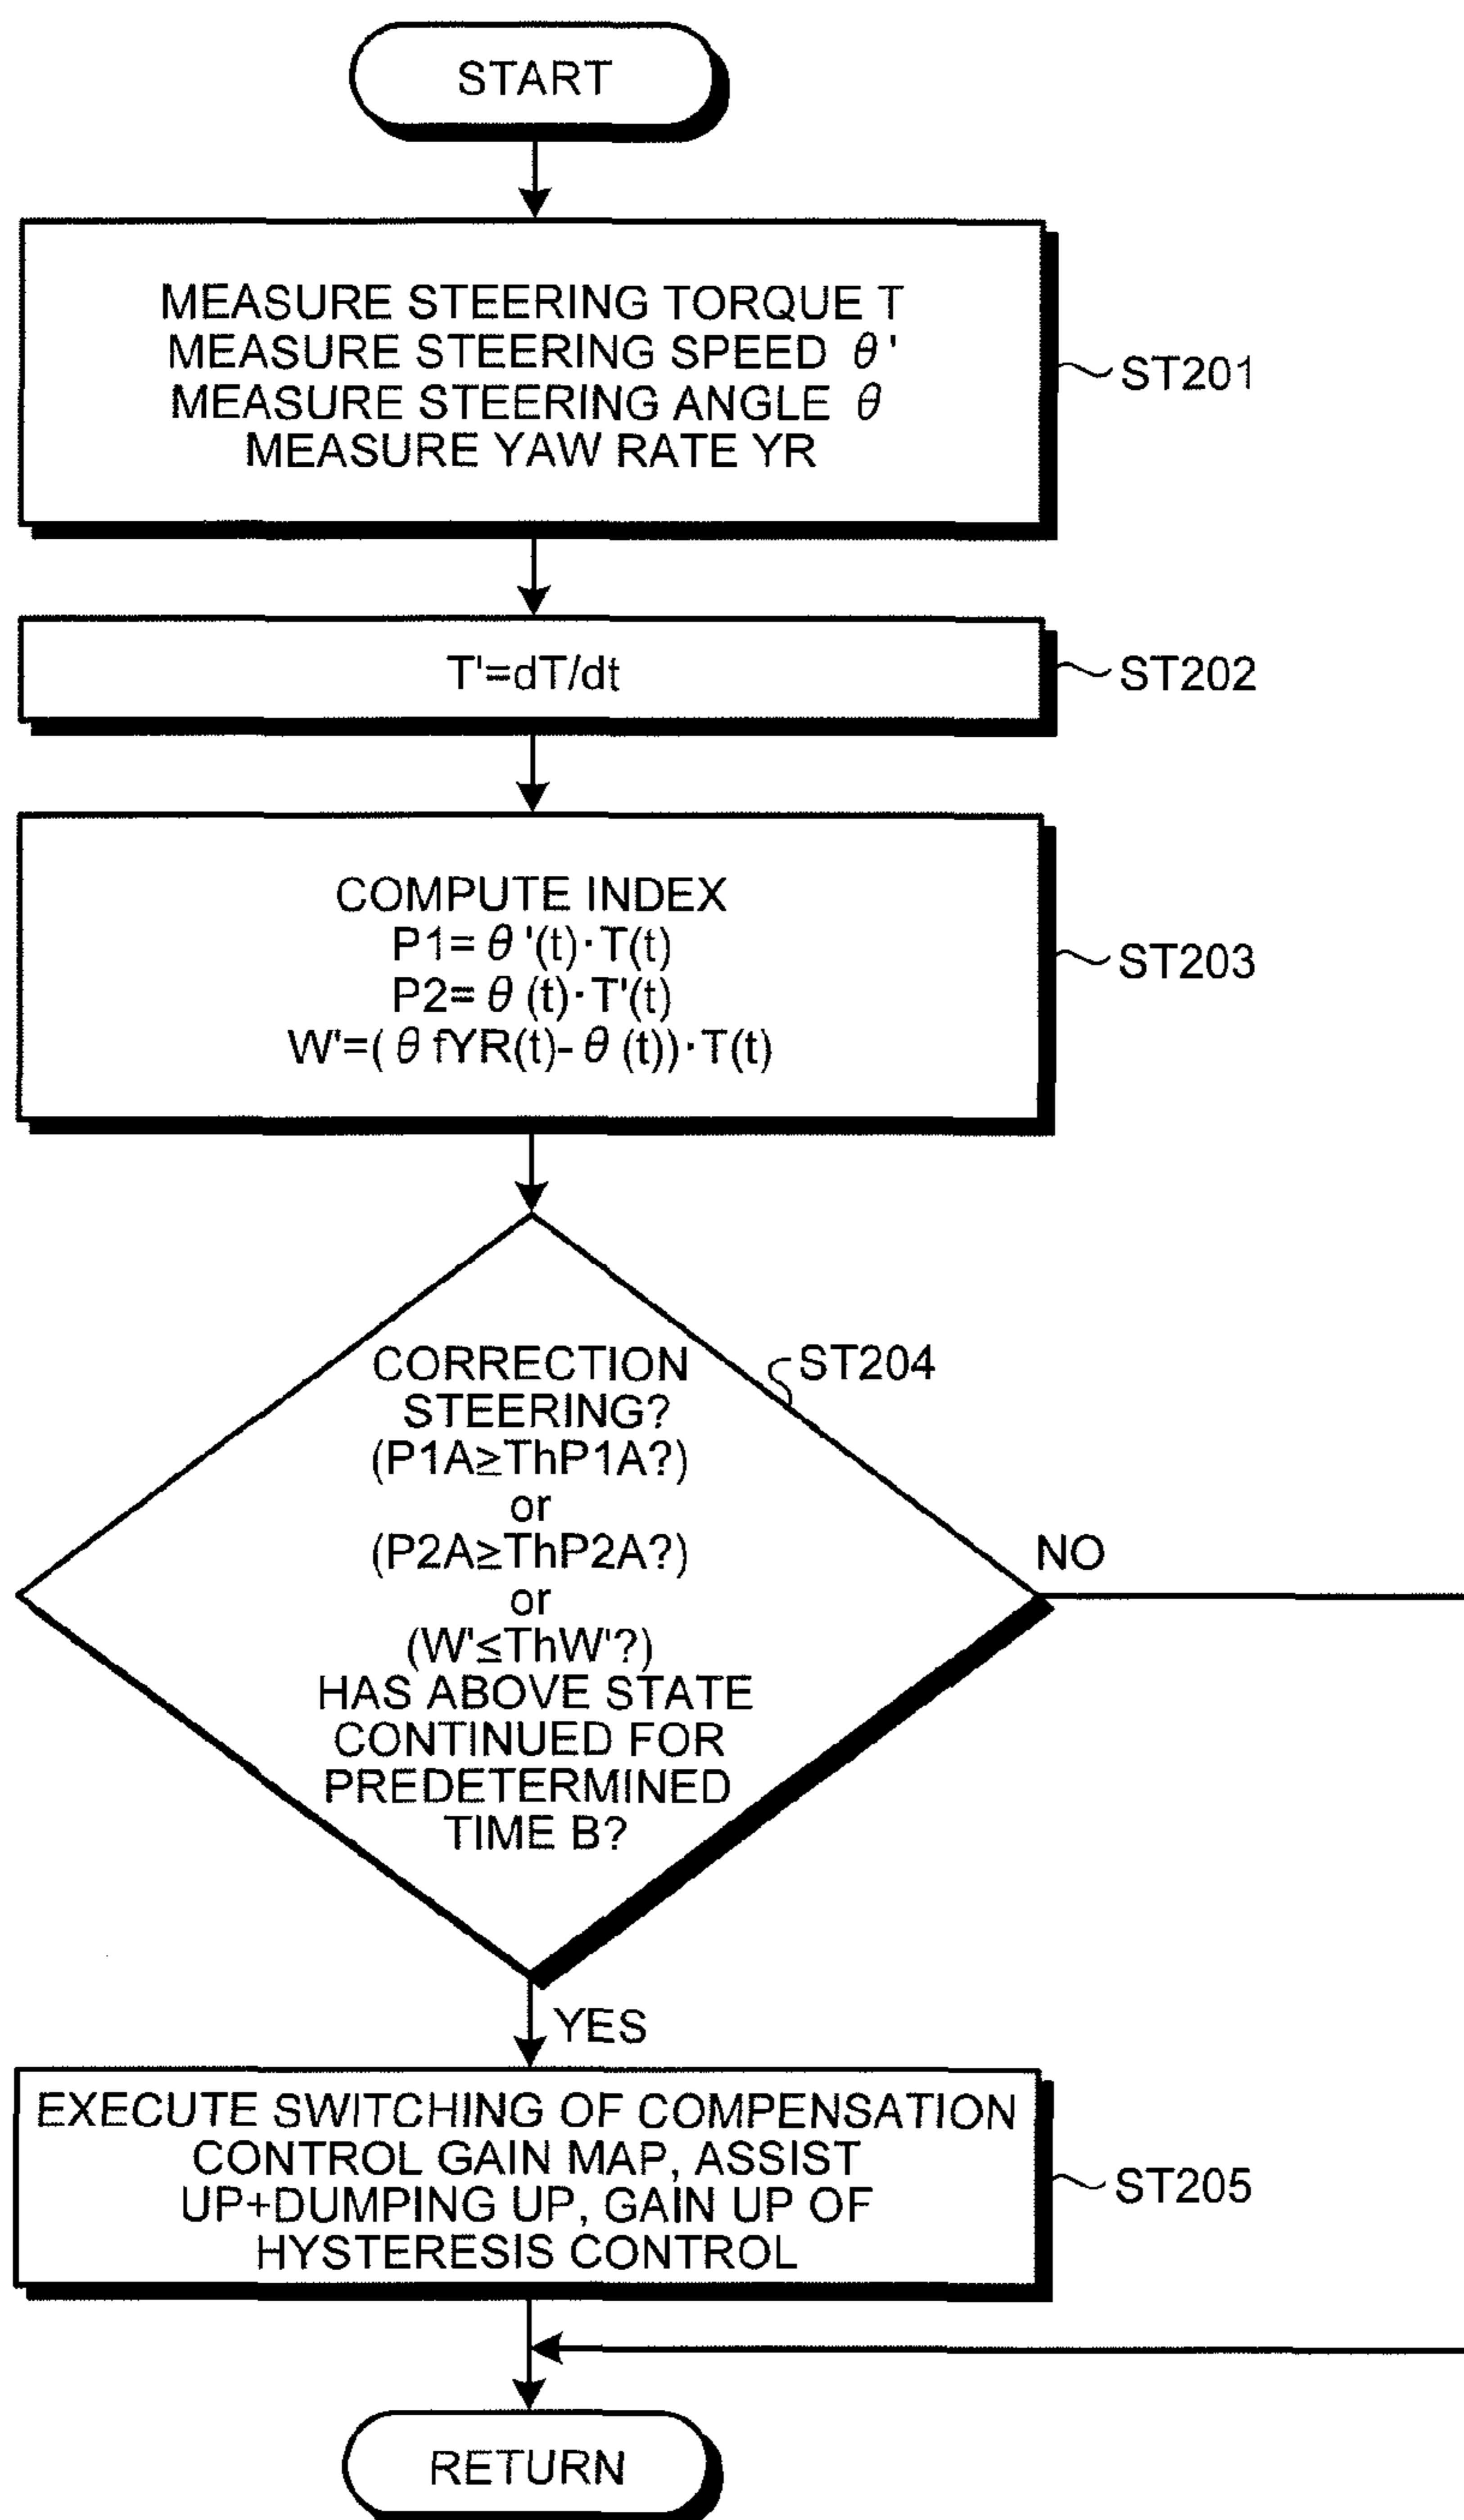 START
MEASURE STEERING TORQUE T
MEASURE STEERING SPEED θ'
MEASURE STEERING ANGLE θ
MEASURE YAW RATE YR
ST201
T'=dT/dt
ST202
COMPUTE INDEX
P1=θ'(t)·T(t)
P2=θ(t)·T'(t)
W'=(θfYR(t)-θ(t))·T(t)
ST203
CORRECTION
STEERING?
(P1A≧ThP1A?)
or
(P2A≧ThP2A?)
or
(W'≦ThW'?)
HAS ABOVE STATE
CONTINUED FOR
PREDETERMINED
TIME B?
ST204
NO
YES
EXECUTE SWITCHING OF COMPENSATION
CONTROL GAIN MAP, ASSIST
UP+DUMPING UP, GAIN UP OF
HYSTERESIS CONTROL
ST205
RETURN